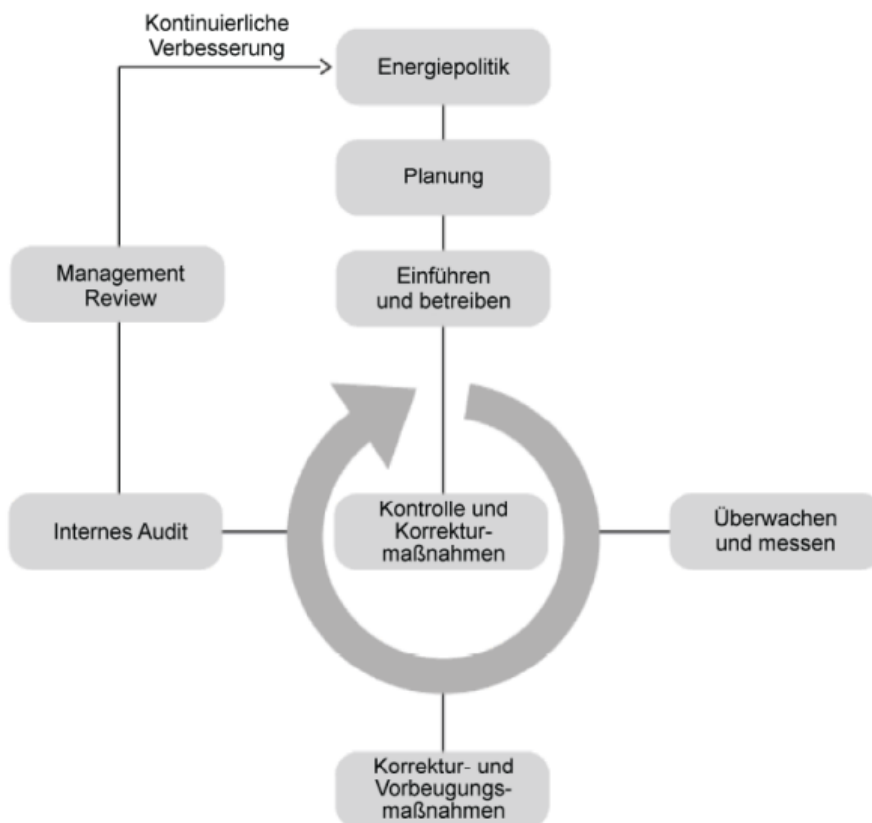 Kontinuierliche
Verbesserung
Energiepolitik
Planung
Management
Review
Einführen
und betreiben
Internes Audit
Kontrolle und
Korrektur-
maßnahmen
Überwachen
und messen
Korrektur- und
Vorbeugungs-
maßnahmen